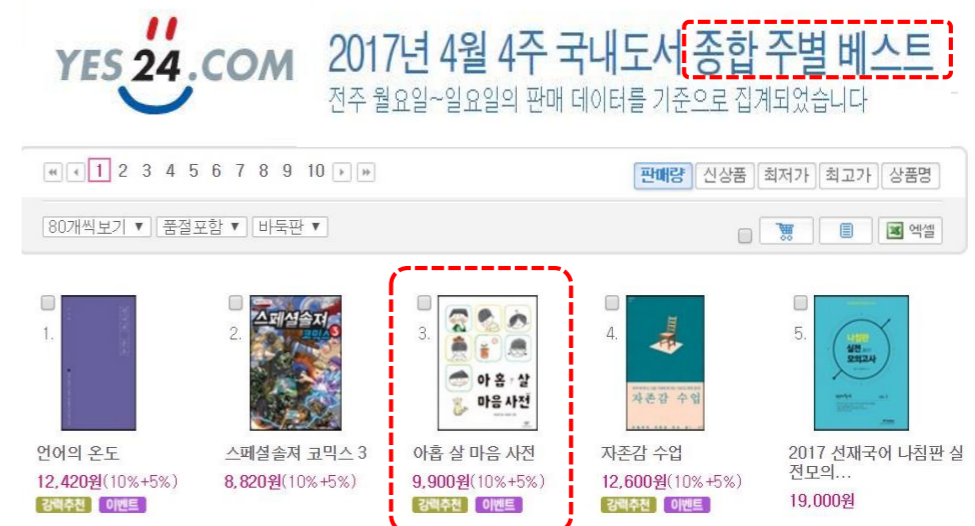 YES24.COM
2017년 4월 4주 국내도서 종합 주별 베스트
전주 월요일~일요일의 판매 데이터를 기준으로 집계되었습니다
1 2 3 4 5 6 7 8 9 10
판매량 신상품 최저가 최고가 상품명
80개씩보기 ▼ 품절포함 ▼ 바둑판 ▼ 엑셀
1. 2. 3. 4. 5.
스페셜솔져
코믹스 3
아홉 살
마음 사전
자존감 수업
나침판
실전
모의고사
언어의 온도
12,420원(10%+5%)
강력추천 이벤트
스페셜솔져 코믹스 3
8,820원(10%+5%)
아홉 살 마음 사전
9,900원(10%+5%)
강력추천 이벤트
자존감 수업
12,600원(10%+5%)
강력추천 이벤트
2017 선재국어 나침판 실
전모의...
19,000원